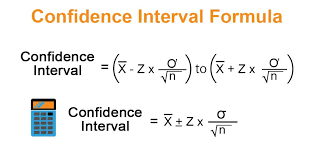 Confidence Interval Formula
Confidence Interval = (X̅ - Z x σ/√n) to (X̅ + Z x σ/√n)
Confidence Interval = X̅ ± Z x σ/√n